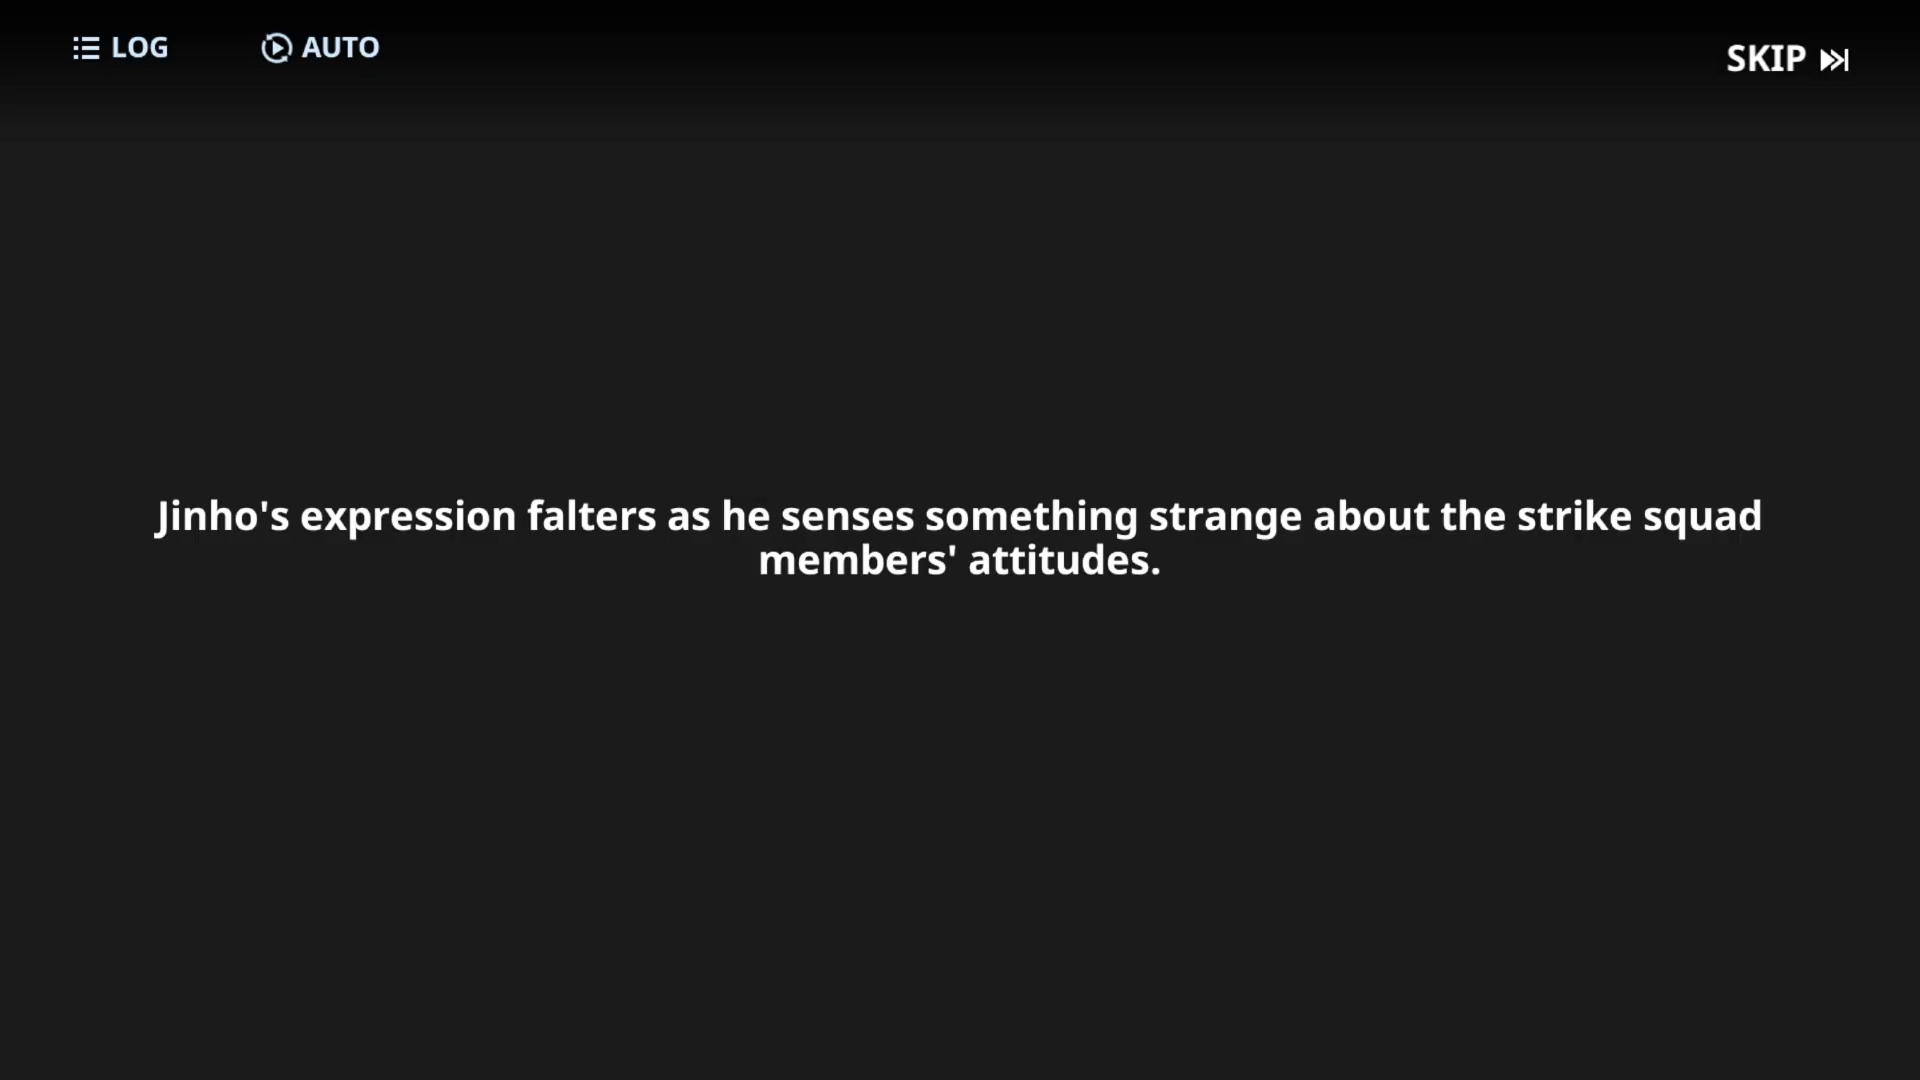 LOG
AUTO
SKIP
Jinho's expression falters as he senses something strange about the strike squad
members' attitudes.